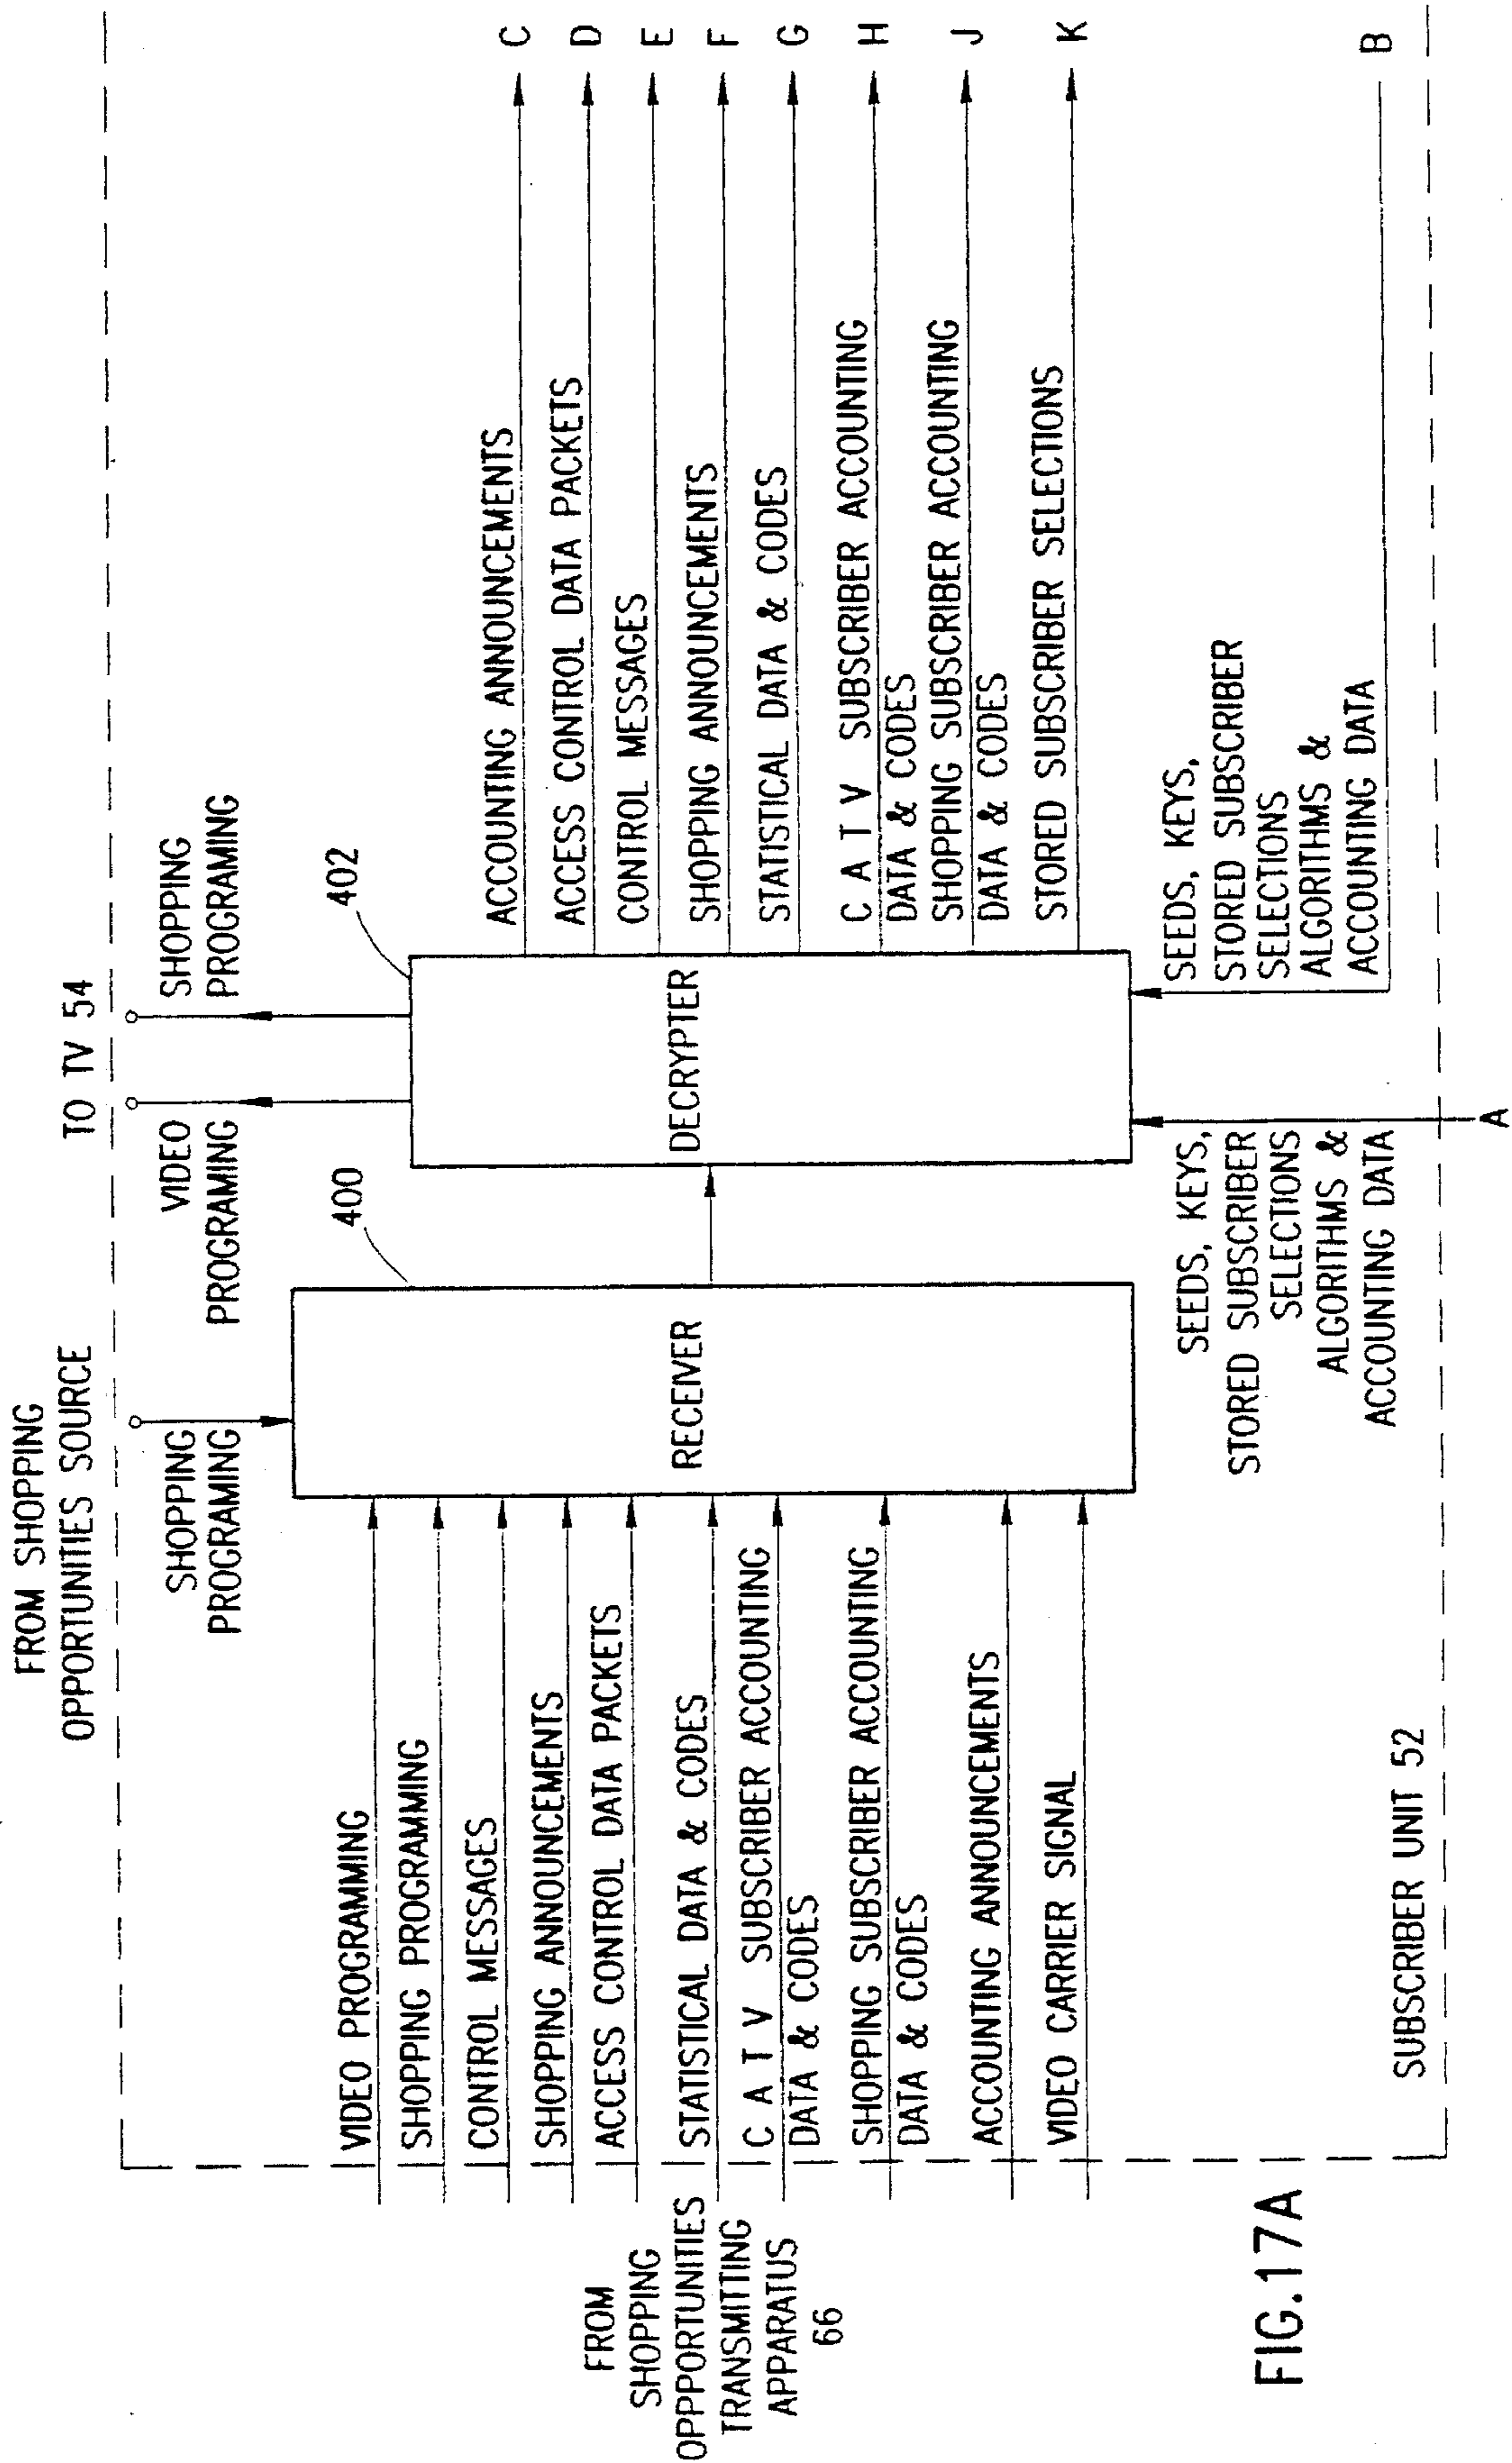 FROM SHOPPING
OPPORTUNITIES SOURCE
TO TV 54
SHOPPING
PROGRAMING
VIDEO
PROGRAMING
SHOPPING
PROGRAMING
400
402
VIDEO PROGRAMMING
SHOPPING PROGRAMMING
CONTROL MESSAGES
SHOPPING ANNOUNCEMENTS
ACCESS CONTROL DATA PACKETS
STATISTICAL DATA & CODES
C A T V SUBSCRIBER ACCOUNTING
DATA & CODES
SHOPPING SUBSCRIBER ACCOUNTING
DATA & CODES
ACCOUNTING ANNOUNCEMENTS
VIDEO CARRIER SIGNAL
FROM
SHOPPING
OPPPORTUNITIES
TRANSMITTING
APPARATUS
66
RECEIVER
DECRYPTER
ACCOUNTING ANNOUNCEMENTS
C
ACCESS CONTROL DATA PACKETS
D
CONTROL MESSAGES
E
SHOPPING ANNOUNCEMENTS
F
STATISTICAL DATA & CODES
G
C A T V SUBSCRIBER ACCOUNTING
DATA & CODES
H
SHOPPING SUBSCRIBER ACCOUNTING
DATA & CODES
J
STORED SUBSCRIBER SELECTIONS
K
SEEDS, KEYS,
STORED SUBSCRIBER
SELECTIONS
ALGORITHMS &
ACCOUNTING DATA
A
SEEDS, KEYS,
STORED SUBSCRIBER
SELECTIONS
ALGORITHMS &
ACCOUNTING DATA
B
SUBSCRIBER UNIT 52
FIG.17A